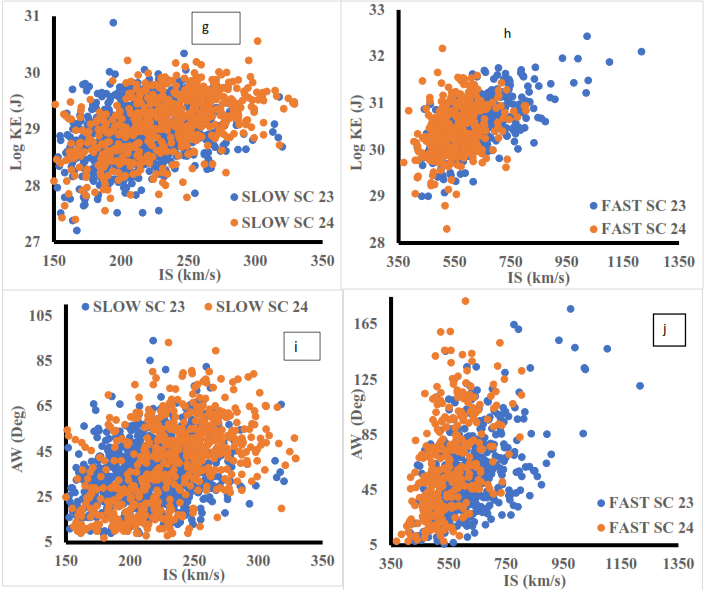 g
31
30
29
28
27
Log KE (J)
150 200 250 300 350
IS (km/s)
SLOW SC 23
SLOW SC 24
h
33
32
31
30
29
28
Log KE (J)
350 550 750 950 1150 1350
IS (km/s)
FAST SC 23
FAST SC 24
SLOW SC 23 SLOW SC 24
i
105
85
65
45
25
5
AW (Deg)
150 200 250 300 350
IS (km/s)
j
165
125
85
45
5
AW (Deg)
350 550 750 950 1150 1350
IS (km/s)
FAST SC 23
FAST SC 24